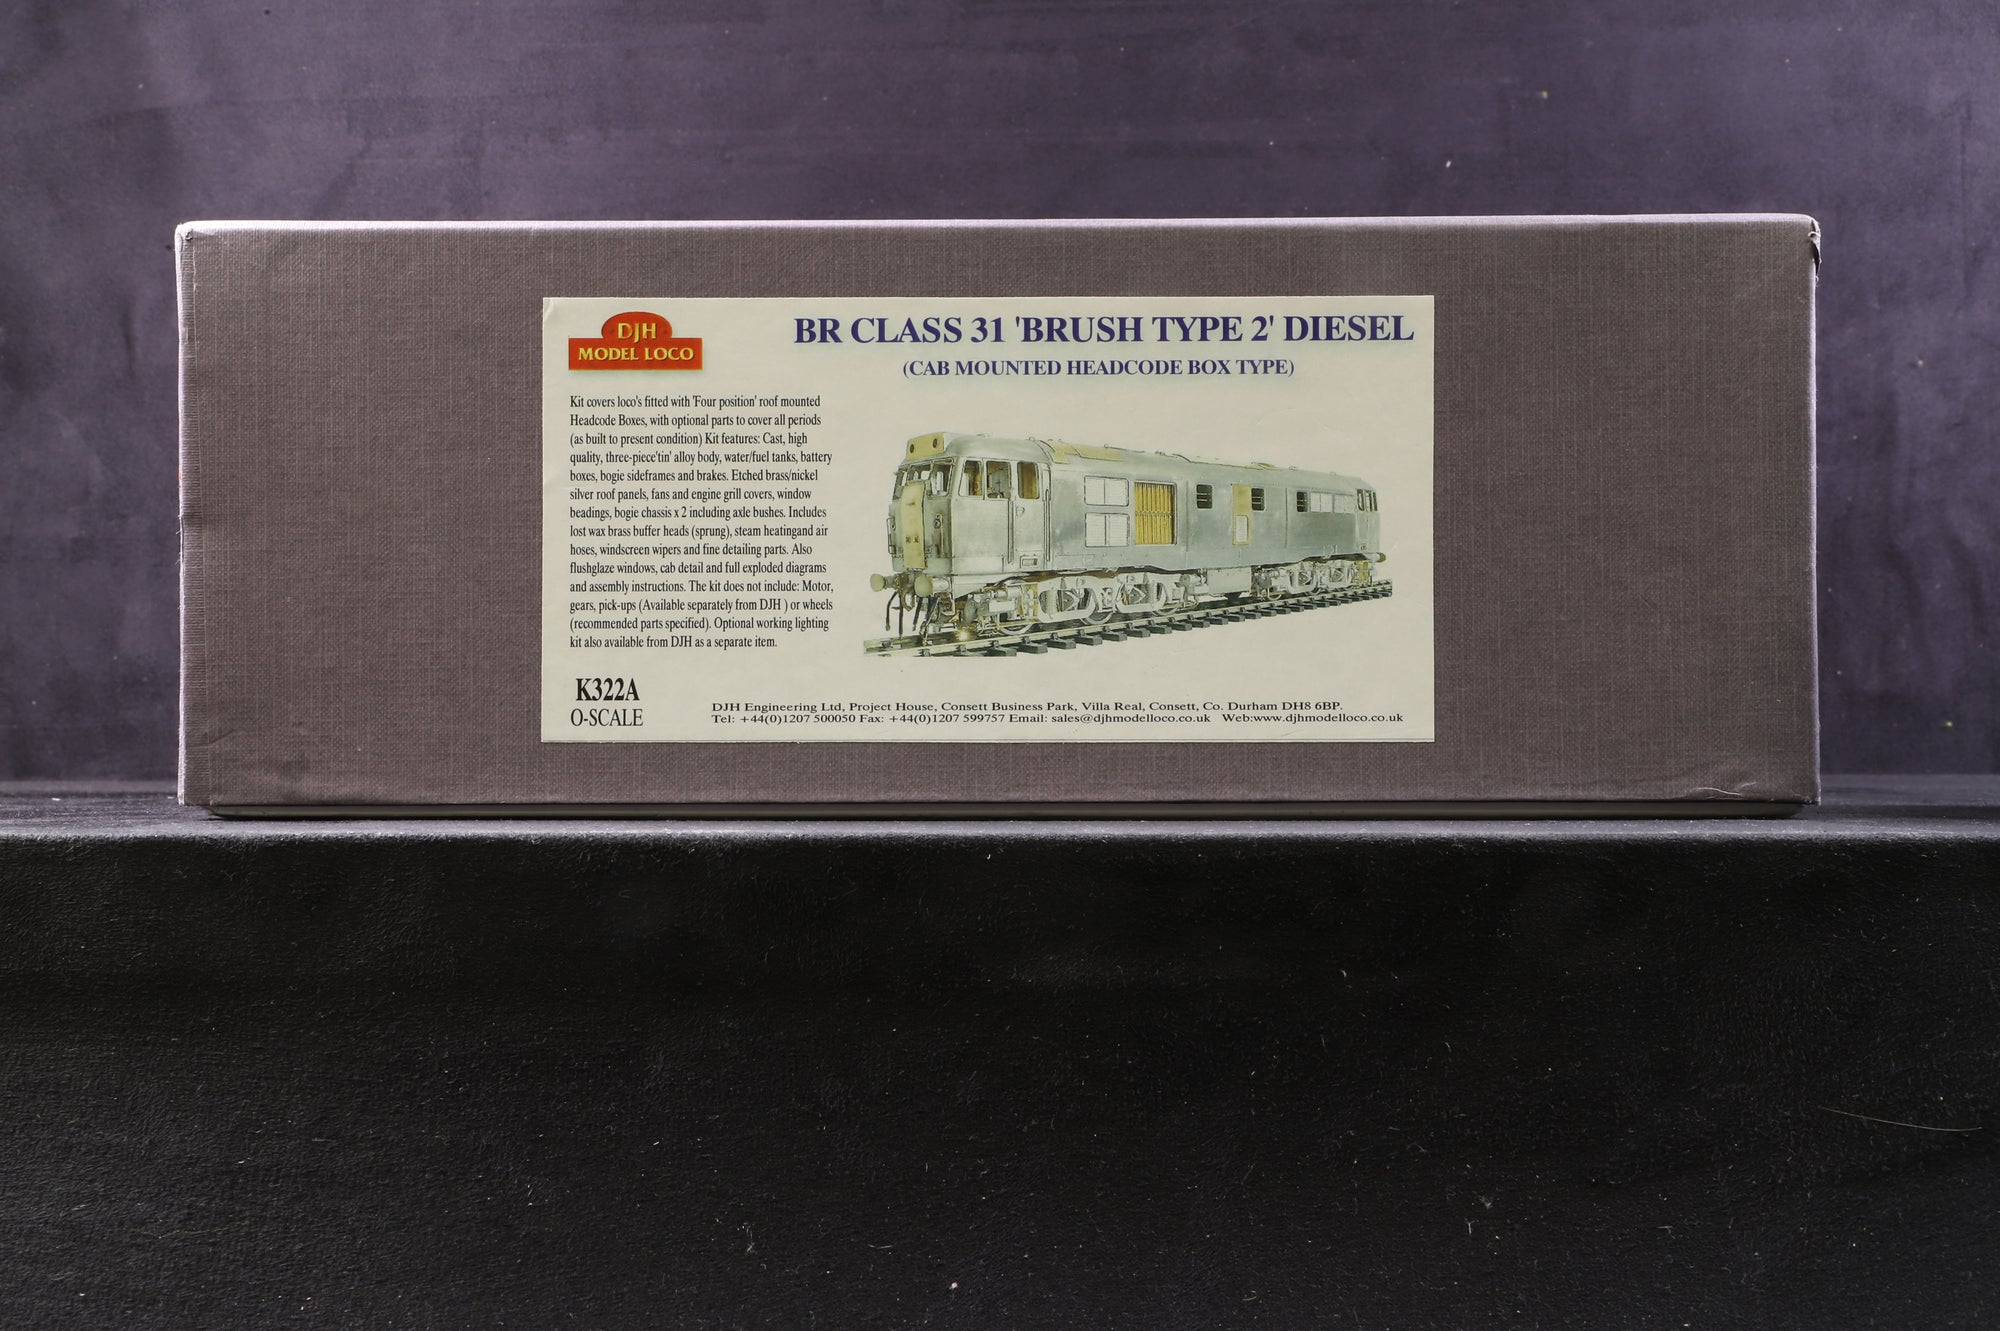 DJH
MODEL LOCO
BR CLASS 31 'BRUSH TYPE 2' DIESEL
(CAB MOUNTED HEADCODE BOX TYPE)
Kit covers loco's fitted with 'Four position' roof mounted
Headcode Boxes, with optional parts to cover all periods
(as built to present condition) Kit features: Cast, high
quality, three-piece'tin' alloy body, water/fuel tanks, battery
boxes, bogie sideframes and brakes. Etched brass/nickel
silver roof panels, fans and engine grill covers, window
beadings, bogie chassis x 2 including axle bushes. Includes
lost wax brass buffer heads (sprung), steam heatingand air
hoses, windscreen wipers and fine detailing parts. Also
flushglaze windows, cab detail and full exploded diagrams
and assembly instructions. The kit does not include: Motor,
gears, pick-ups (Available separately from DJH ) or wheels
(recommended parts specified). Optional working lighting
kit also available from DJH as a separate item.
K322A
O-SCALE
DJH Engineering Ltd, Project House, Consett Business Park, Villa Real, Consett, Co. Durham DH8 6BP.
Tel: +44(0)1207 500050 Fax: +44(0)1207 599757 Email: sales@djhmodelloco.co.uk Web:www.djhmodelloco.co.uk